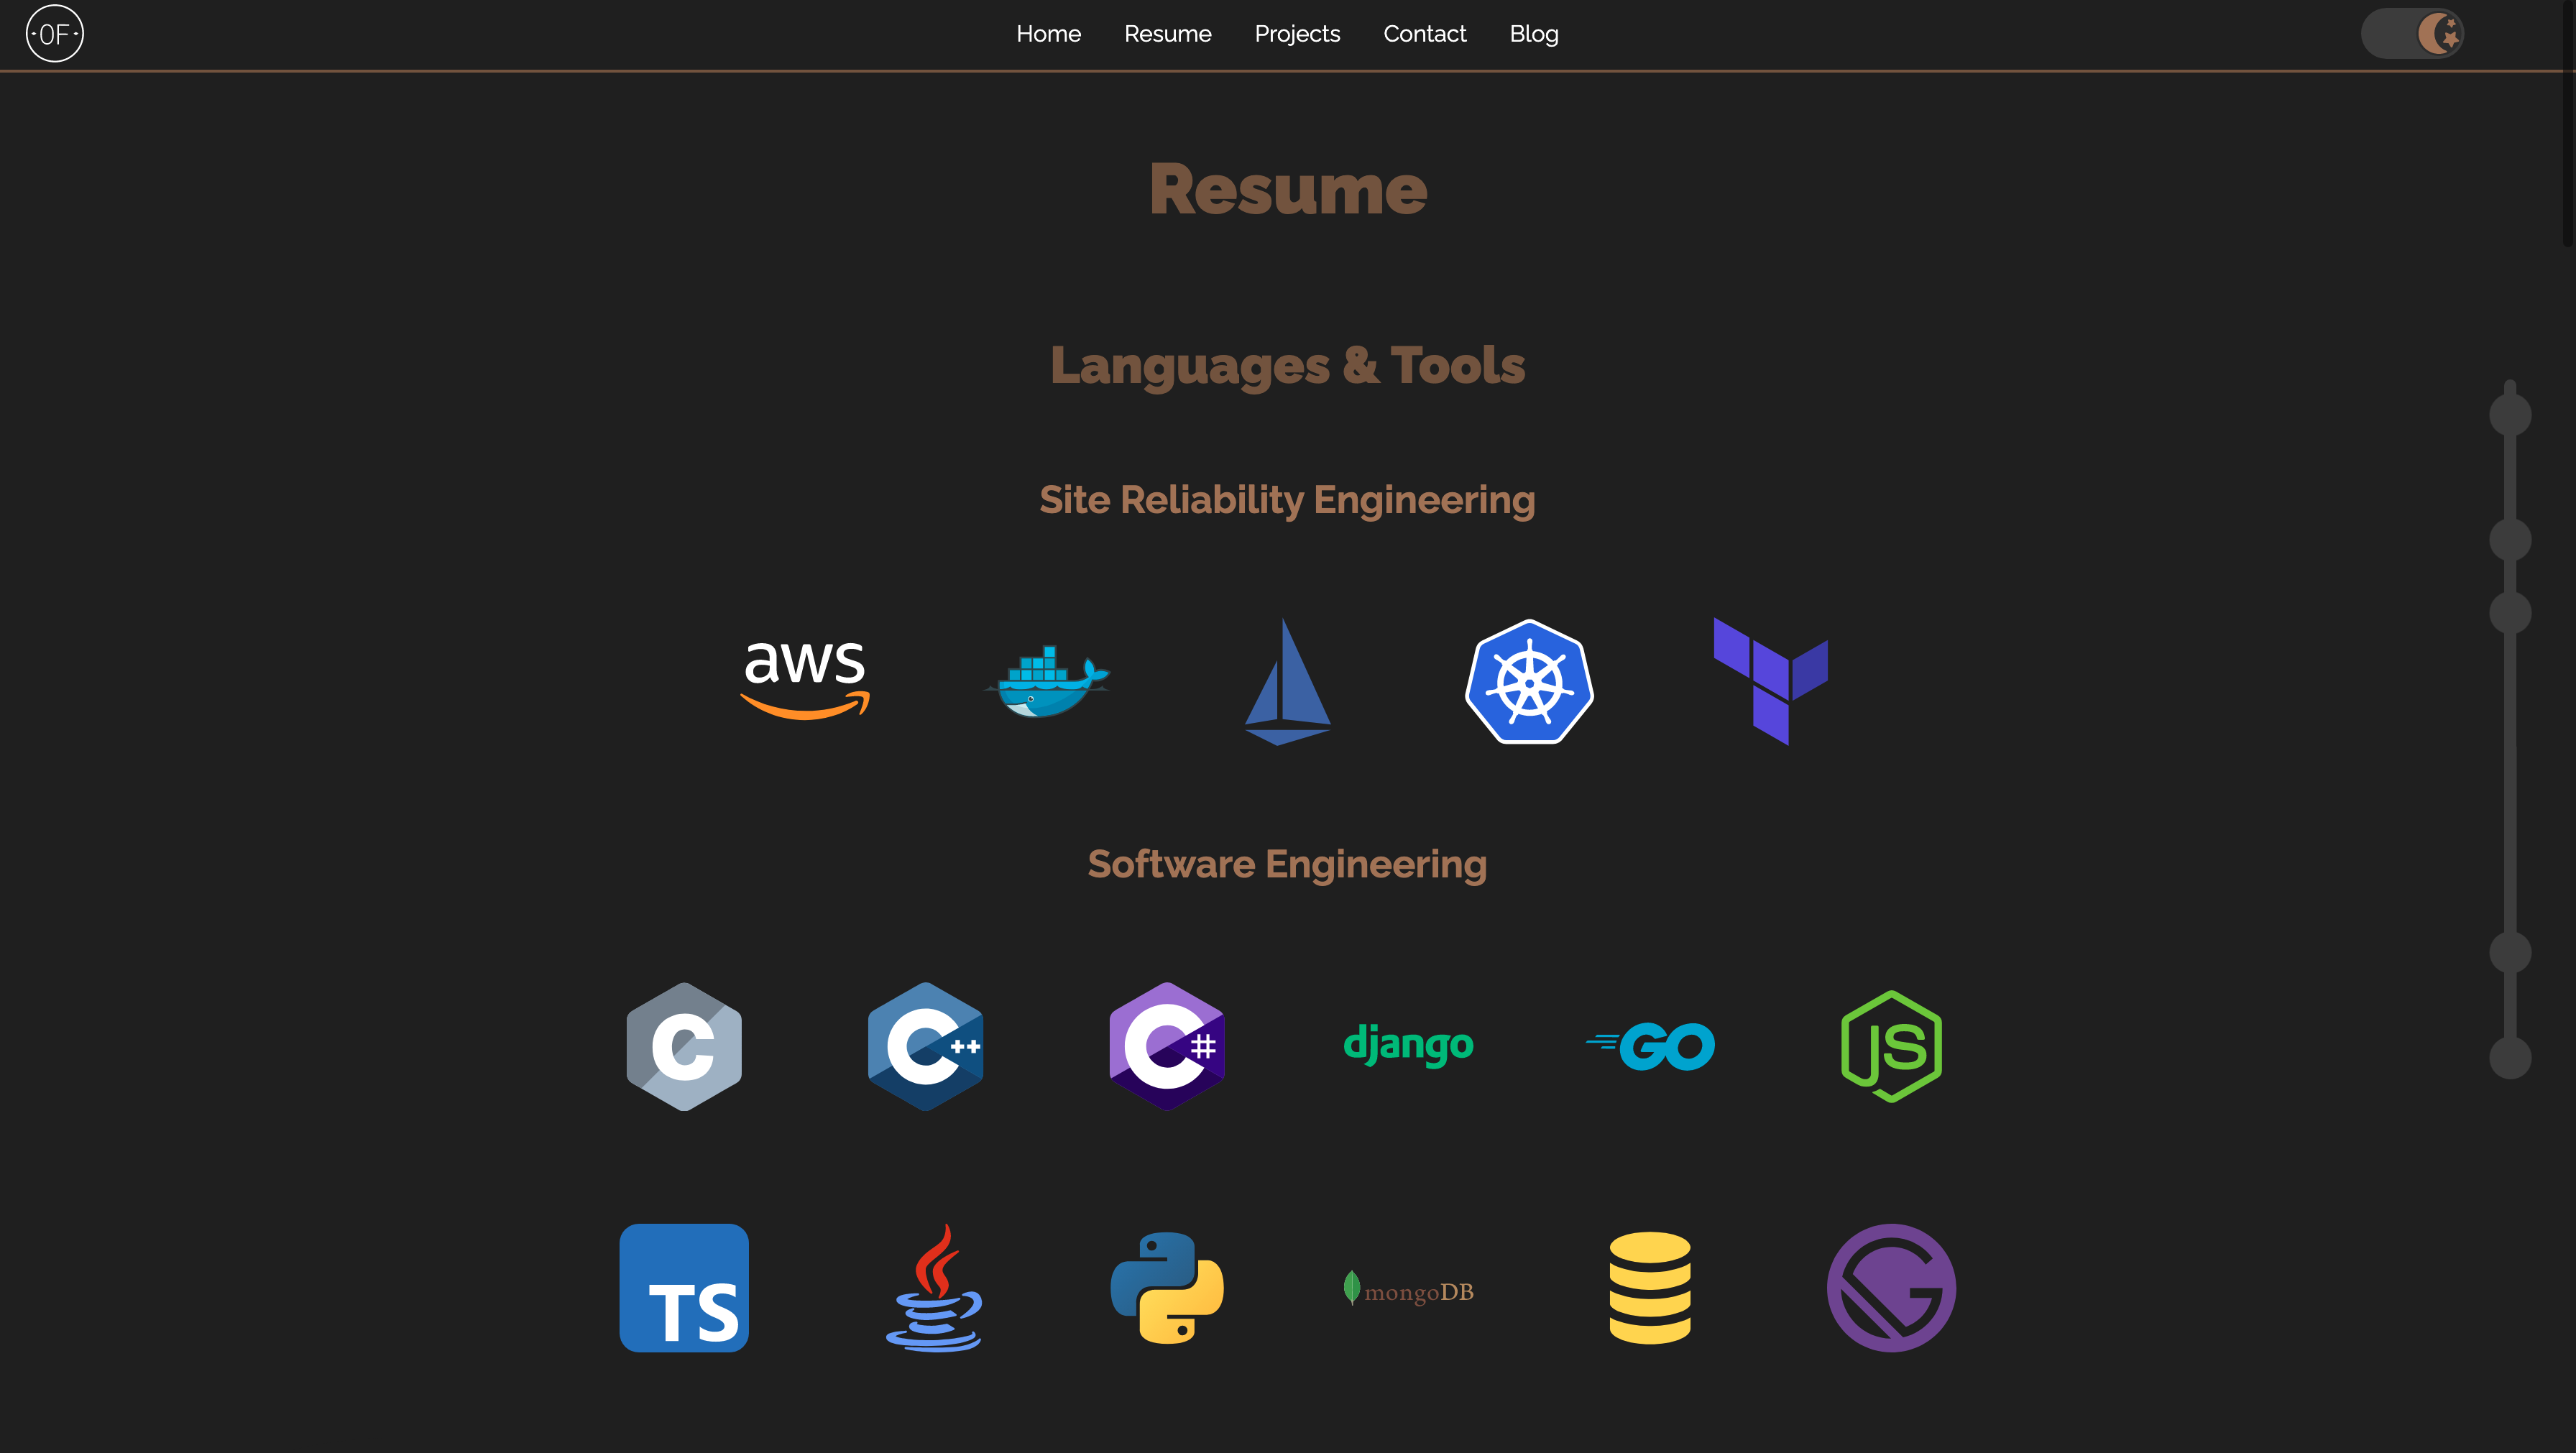 OF
Home Resume Projects Contact Blog
Resume
Languages & Tools
Site Reliability Engineering
aws
Software Engineering
C C++ C# django GO JS
TS mongoDB G